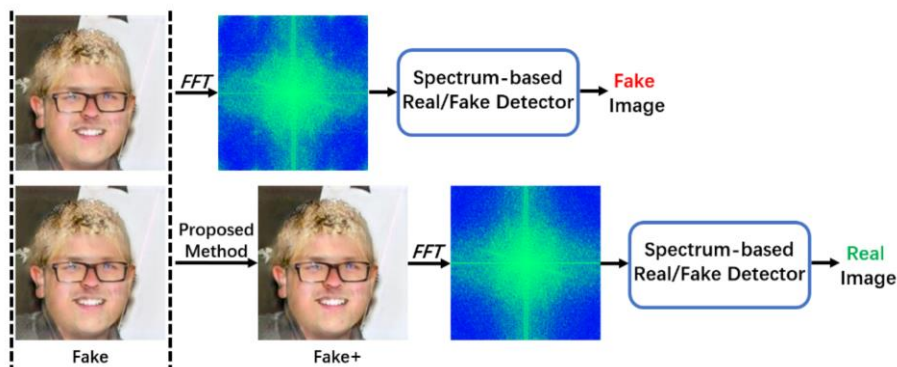 FFT
Spectrum-based
Real/Fake Detector
Fake
Image
Proposed
Method
FFT
Spectrum-based
Real/Fake Detector
Real
Image
Fake
Fake+